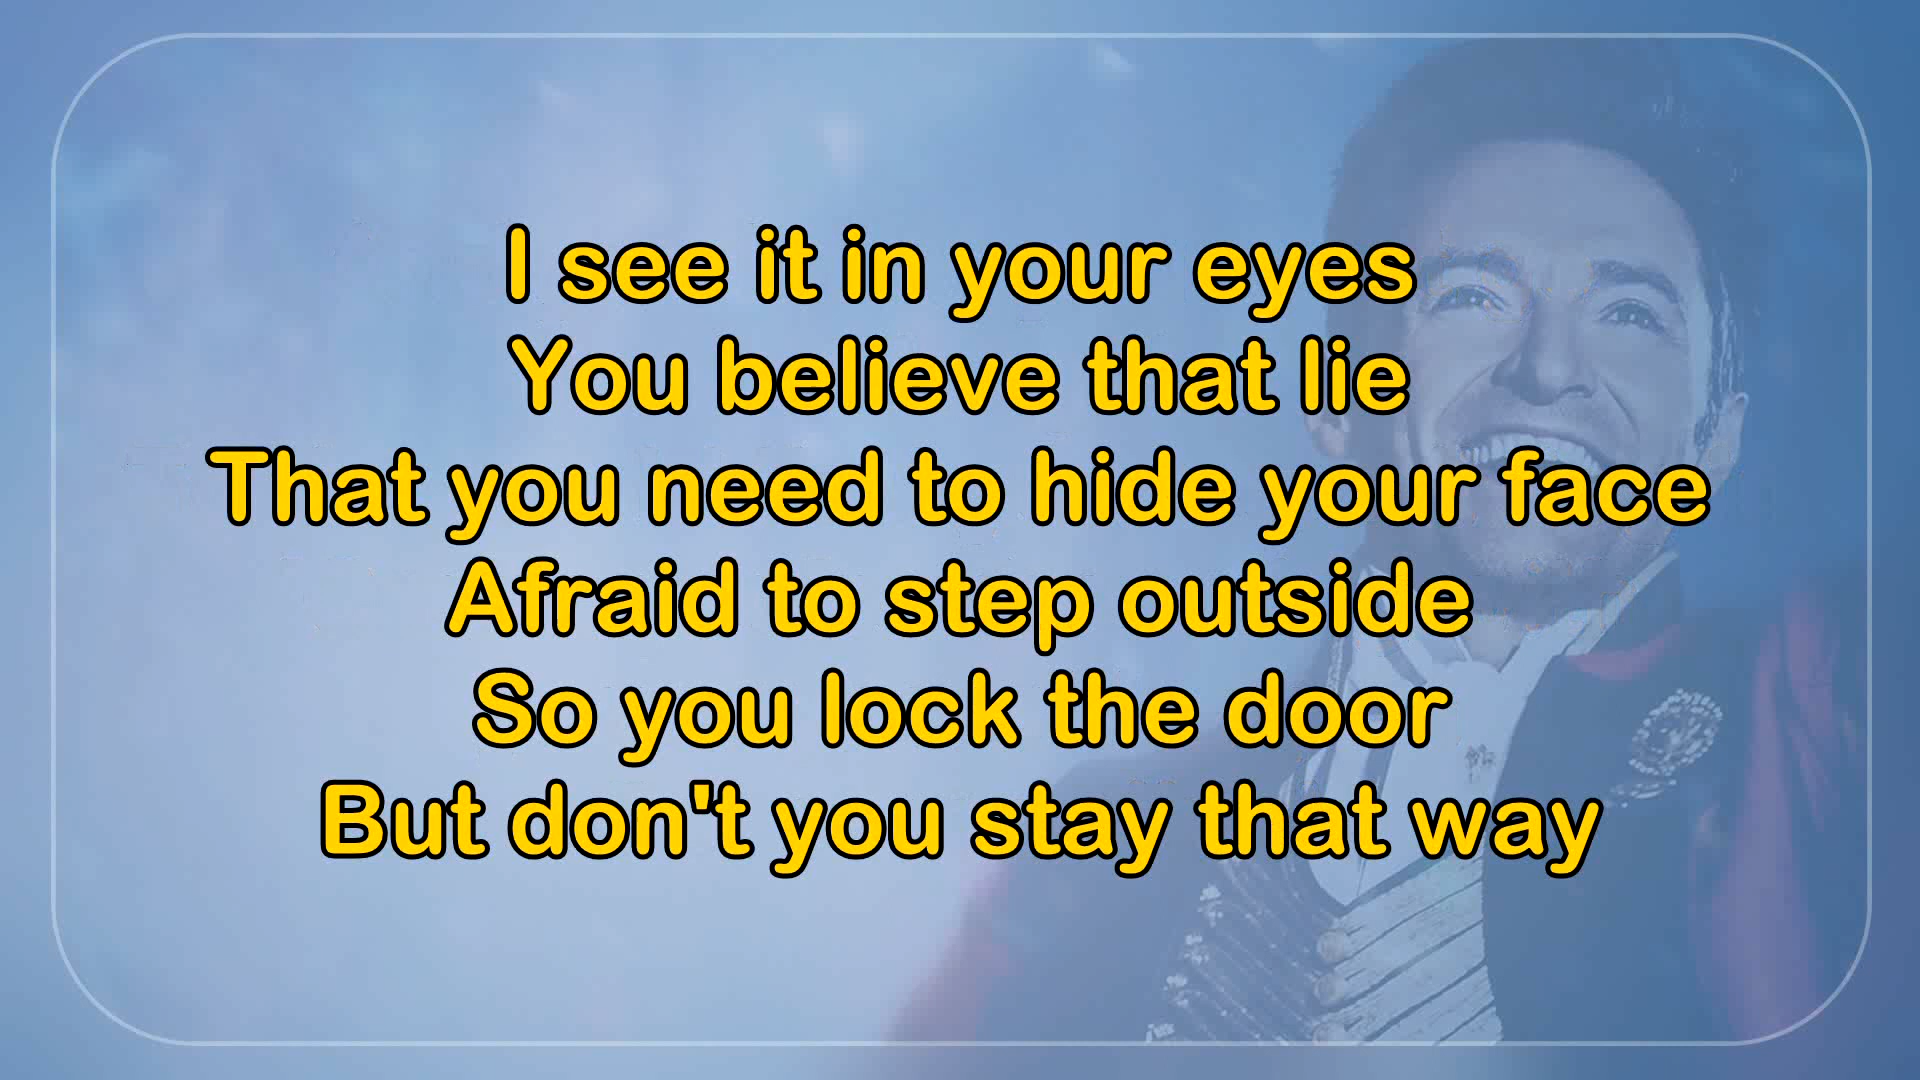 I see it in your eyes
You believe that lie
That you need to hide your face
Afraid to step outside
So you lock the door
But don't you stay that way